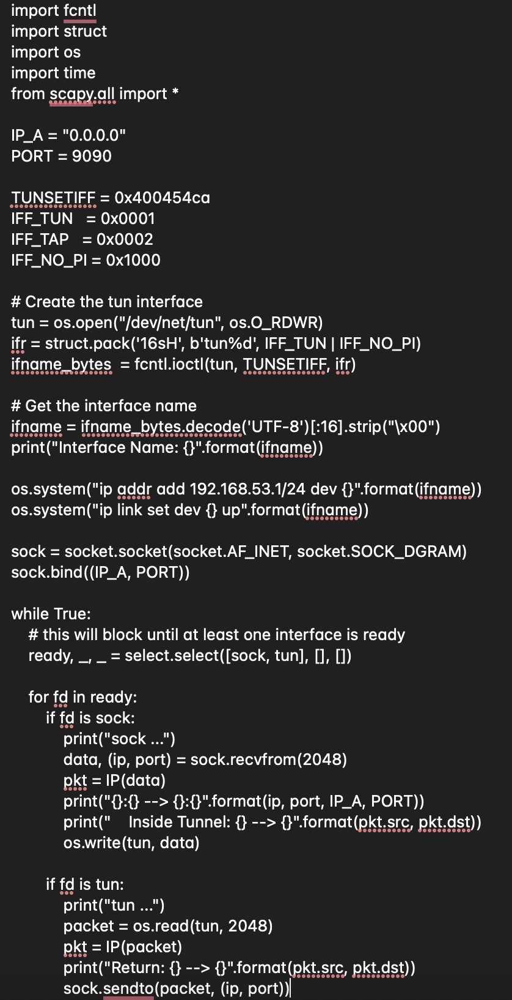 import fcntl
import struct
import os
import time
from scapy.all import *

IP_A = "0.0.0.0"
PORT = 9090

TUNSETIFF = 0x400454ca
IFF_TUN   = 0x0001
IFF_TAP   = 0x0002
IFF_NO_PI = 0x1000

# Create the tun interface
tun = os.open("/dev/net/tun", os.O_RDWR)
ifr = struct.pack('16sH', b'tun%d', IFF_TUN | IFF_NO_PI)
ifname_bytes  = fcntl.ioctl(tun, TUNSETIFF, ifr)

# Get the interface name
ifname = ifname_bytes.decode('UTF-8')[:16].strip("\x00")
print("Interface Name: {}".format(ifname))

os.system("ip addr add 192.168.53.1/24 dev {}".format(ifname))
os.system("ip link set dev {} up".format(ifname))

sock = socket.socket(socket.AF_INET, socket.SOCK_DGRAM)
sock.bind((IP_A, PORT))

while True:
    # this will block until at least one interface is ready
    ready, _, _ = select.select([sock, tun], [], [])

    for fd in ready:
        if fd is sock:
            print("sock ...")
            data, (ip, port) = sock.recvfrom(2048)
            pkt = IP(data)
            print("{}:{} --> {}:{}".format(ip, port, IP_A, PORT))
            print("    Inside Tunnel: {} --> {}".format(pkt.src, pkt.dst))
            os.write(tun, data)

        if fd is tun:
            print("tun ...")
            packet = os.read(tun, 2048)
            pkt = IP(packet)
            print("Return: {} --> {}".format(pkt.src, pkt.dst))
            sock.sendto(packet, (ip, port))